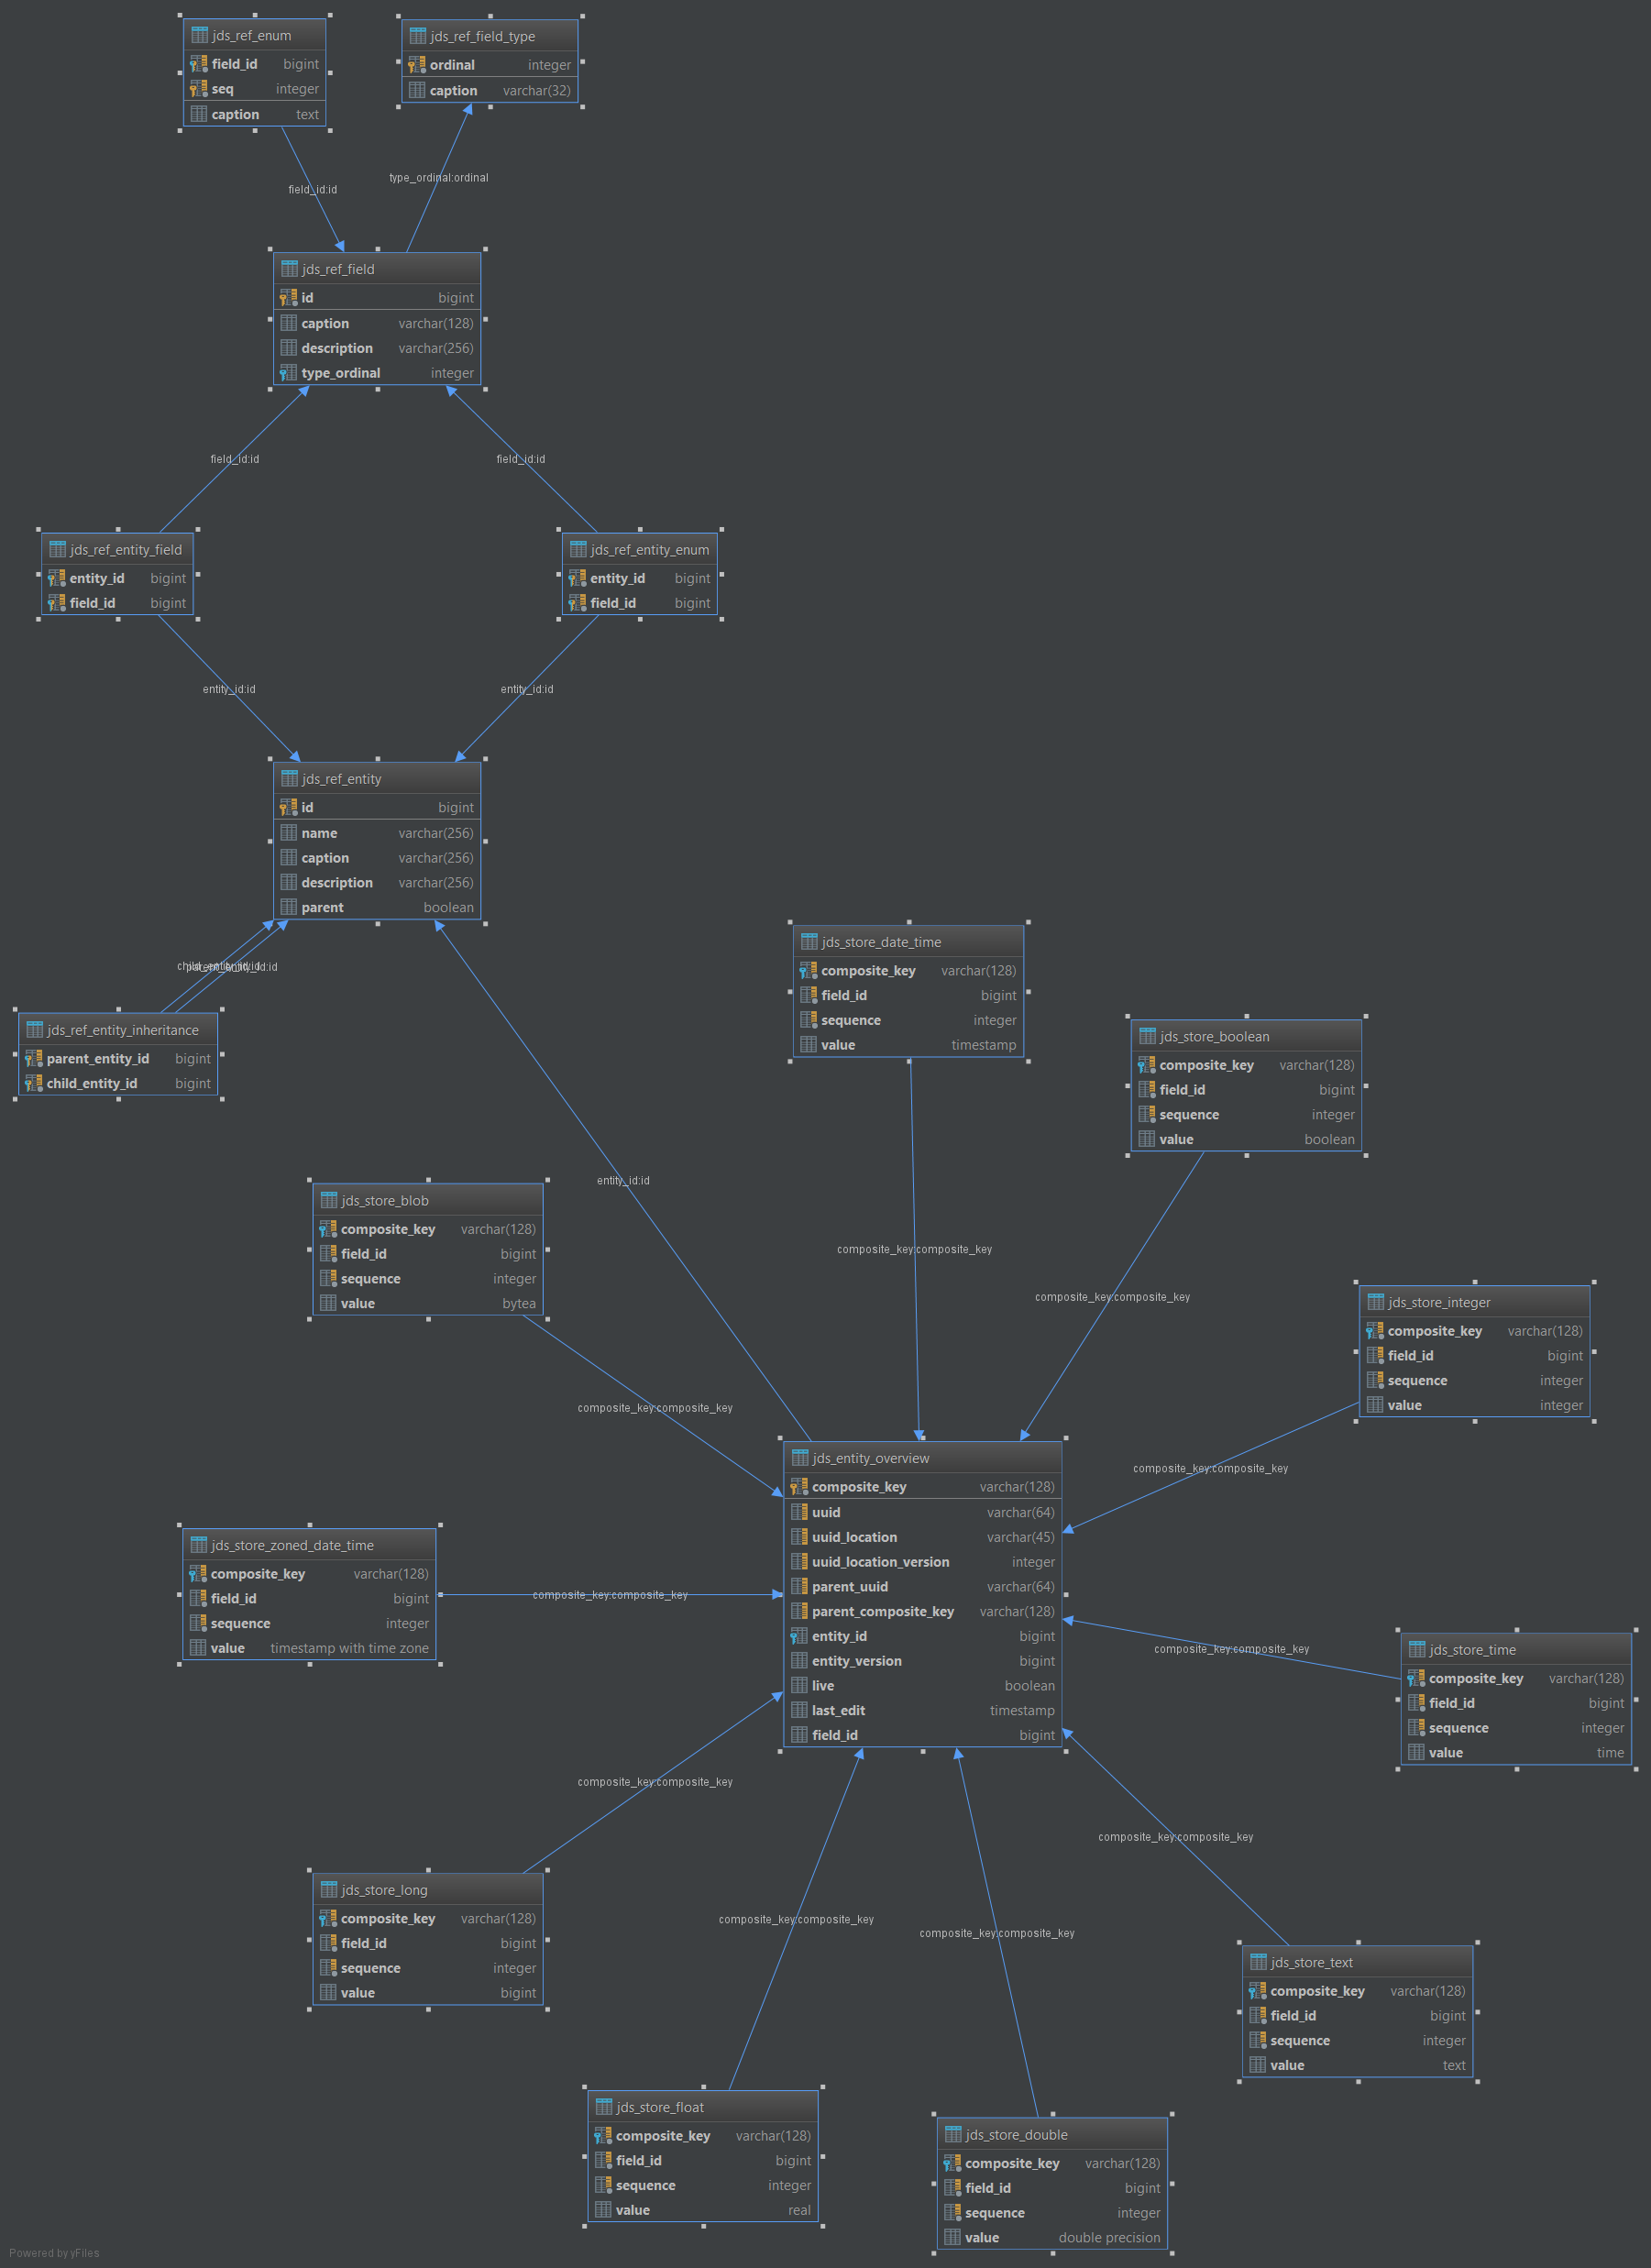 jds_ref_enum
field_id bigint
seq integer
caption text
jds_ref_field_type
ordinal integer
caption varchar(32)
field_id:id
type_ordinal:ordinal
jds_ref_field
id bigint
caption varchar(128)
description varchar(256)
type_ordinal integer
field_id:id
field_id:id
jds_ref_entity_field
entity_id bigint
field_id bigint
jds_ref_entity_enum
entity_id bigint
field_id bigint
entity_id:id
entity_id:id
jds_ref_entity
id bigint
name varchar(256)
caption varchar(256)
description varchar(256)
parent boolean
child_entity_id:id
parent_entity_id:id
jds_ref_entity_inheritance
parent_entity_id bigint
child_entity_id bigint
jds_store_date_time
composite_key varchar(128)
field_id bigint
sequence integer
value timestamp
jds_store_boolean
composite_key varchar(128)
field_id bigint
sequence integer
value boolean
entity_id:id
jds_store_blob
composite_key varchar(128)
field_id bigint
sequence integer
value bytea
composite_key:composite_key
composite_key:composite_key
jds_store_integer
composite_key varchar(128)
field_id bigint
sequence integer
value integer
composite_key:composite_key
composite_key:composite_key
jds_entity_overview
composite_key varchar(128)
uuid varchar(64)
uuid_location varchar(45)
uuid_location_version integer
parent_uuid varchar(64)
parent_composite_key varchar(128)
entity_id bigint
entity_version bigint
live boolean
last_edit timestamp
field_id bigint
jds_store_zoned_date_time
composite_key varchar(128)
field_id bigint
sequence integer
value timestamp with time zone
composite_key:composite_key
composite_key:composite_key
jds_store_time
composite_key varchar(128)
field_id bigint
sequence integer
value time
composite_key:composite_key
composite_key:composite_key
jds_store_long
composite_key varchar(128)
field_id bigint
sequence integer
value bigint
composite_key:composite_key
composite_key:composite_key
jds_store_text
composite_key varchar(128)
field_id bigint
sequence integer
value text
jds_store_float
composite_key varchar(128)
field_id bigint
sequence integer
value real
jds_store_double
composite_key varchar(128)
field_id bigint
sequence integer
value double precision
Powered by yFiles